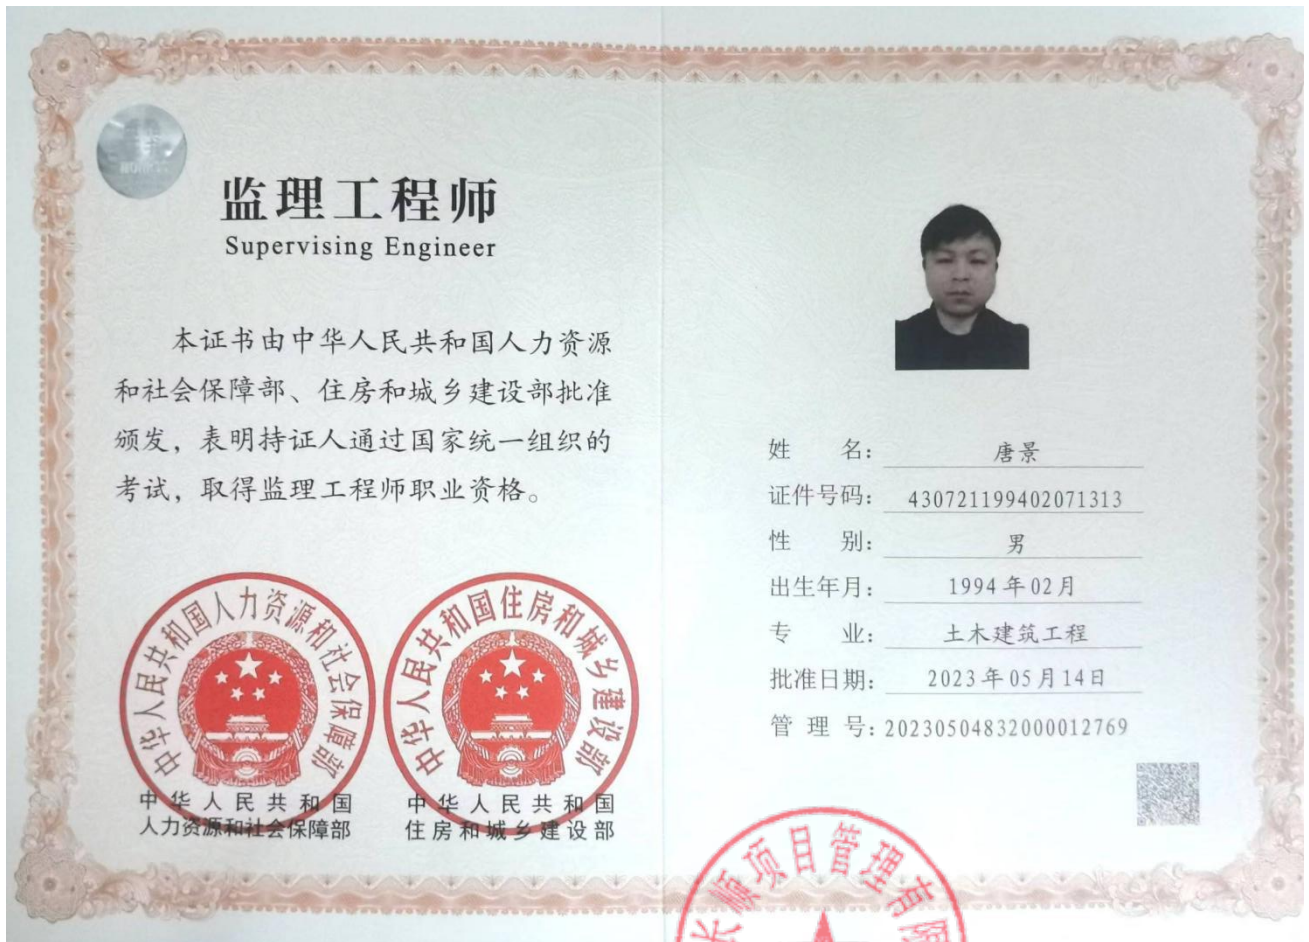 监理工程师
Supervising Engineer
本证书由中华人民共和国人力资源
和社会保障部、住房和城乡建设部批准
颁发，表明持证人通过国家统一组织的
考试，取得监理工程师职业资格。
中华人民共和国人力资源和社会保障部
中华人民共和国住房和城乡建设部
中华人民共和国
人力资源和社会保障部
中华人民共和国
住房和城乡建设部
姓 名： 唐景
证件号码： 430721199402071313
性 别： 男
出生年月： 1994年02月
专 业： 土木建筑工程
批准日期： 2023年05月14日
管 理 号：20230504832000012769
长顺项目管理有限